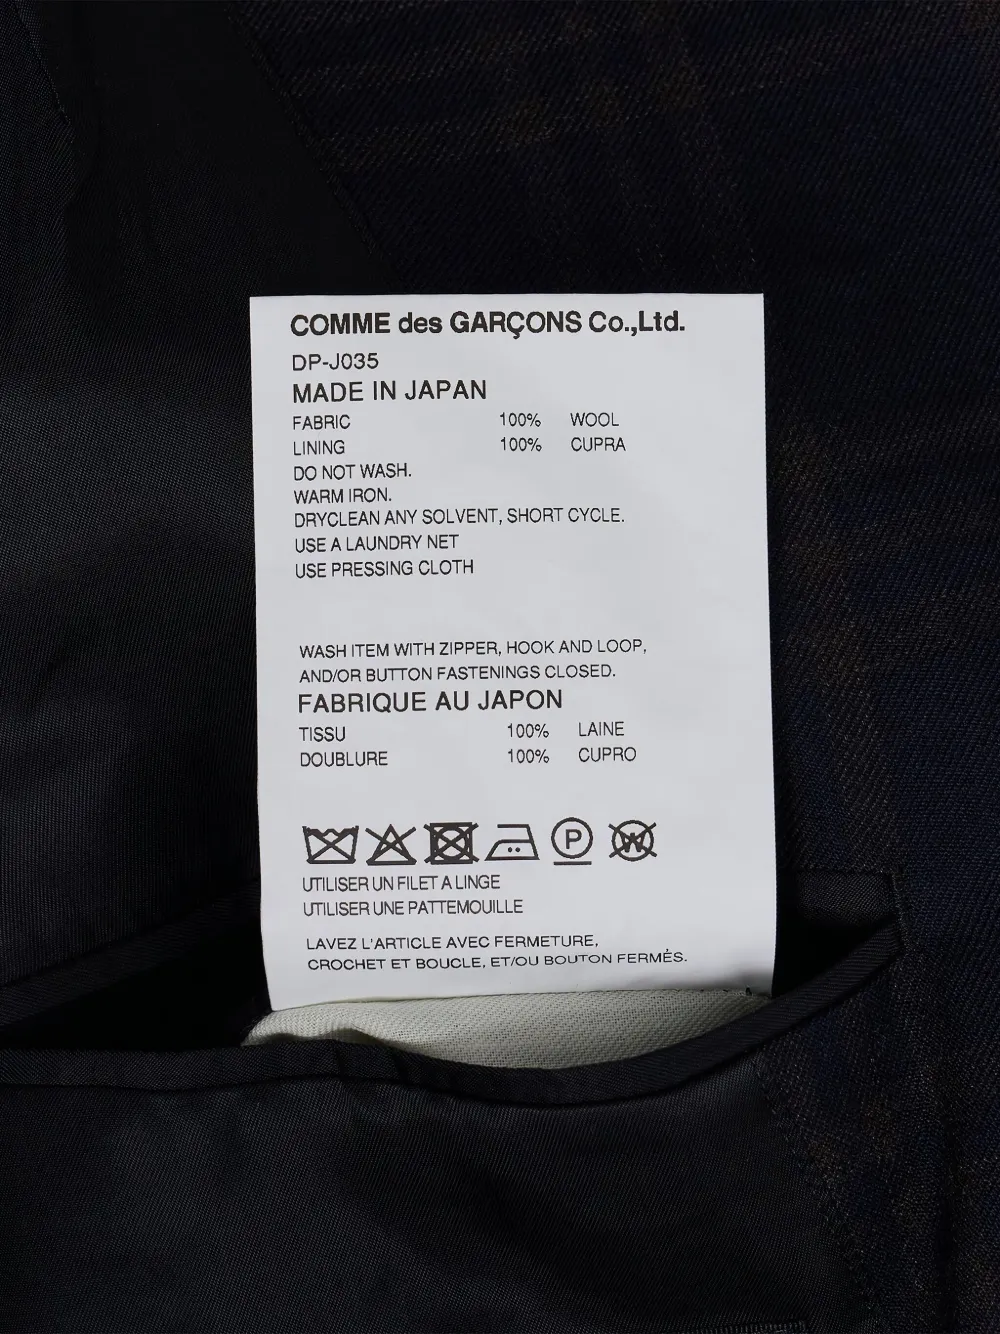 COMME des GARÇONS Co.,Ltd.
DP-J035
MADE IN JAPAN
FABRIC 100% WOOL
LINING 100% CUPRA
DO NOT WASH.
WARM IRON.
DRYCLEAN ANY SOLVENT, SHORT CYCLE.
USE A LAUNDRY NET
USE PRESSING CLOTH
WASH ITEM WITH ZIPPER, HOOK AND LOOP,
AND/OR BUTTON FASTENINGS CLOSED.
FABRIQUE AU JAPON
TISSU 100% LAINE
DOUBLURE 100% CUPRO
P W
UTILISER UN FILET A LINGE
UTILISER UNE PATTEMOUILLE
LAVEZ L'ARTICLE AVEC FERMETURE,
CROCHET ET BOUCLE, ET/OU BOUTON FERMÉS.